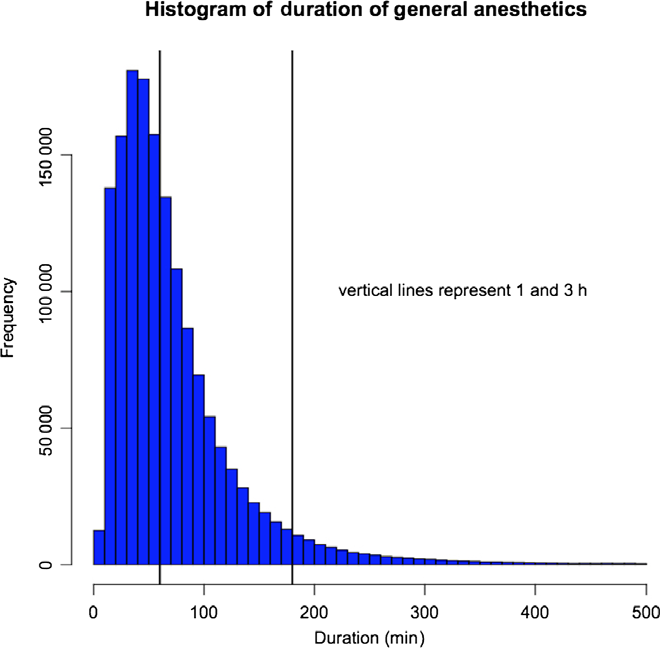 Histogram of duration of general anesthetics
150 000
100 000
50 000
0
Frequency
vertical lines represent 1 and 3 h
0 100 200 300 400 500
Duration (min)